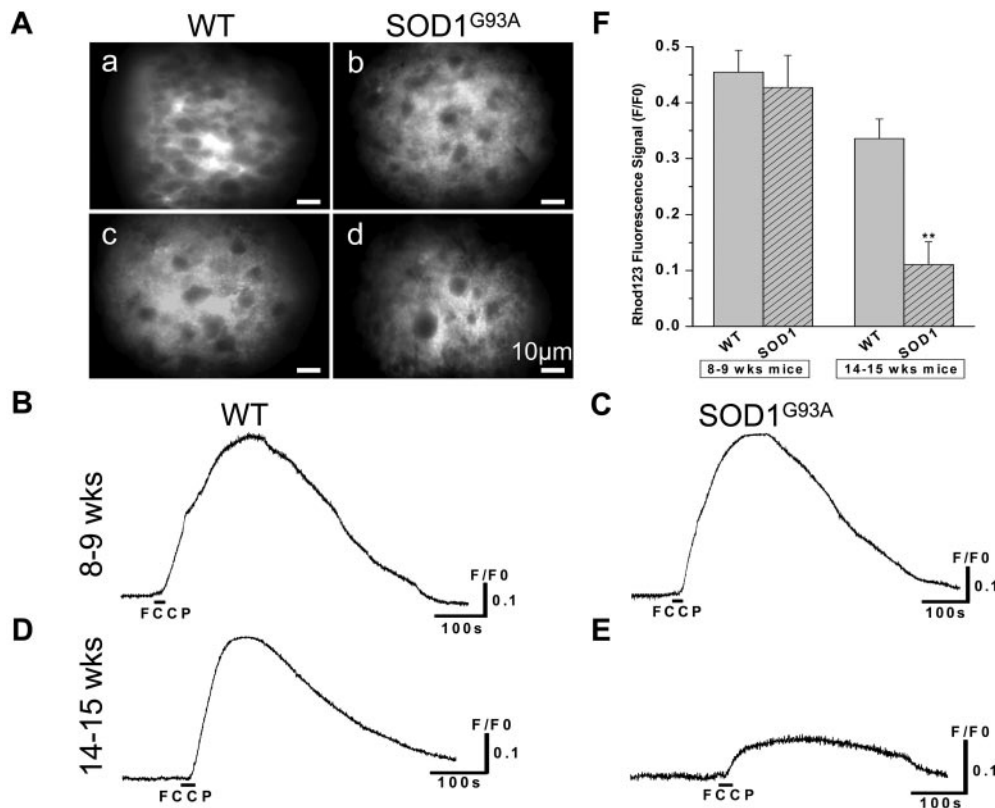 A
WT
SOD1G93A
a
b
c
d
10µm
F
Rhod123 Fluorescence Signal (F/F0)
0.5
0.4
0.3
0.2
0.1
0.0
**
WT
SOD1
WT
SOD1
8-9 wks mice
14-15 wks mice
B
WT
8-9 wks
FCCP
F/F0
0.1
100s
C
SOD1G93A
FCCP
F/F0
0.1
100s
D
14-15 wks
FCCP
F/F0
0.1
100s
E
FCCP
F/F0
0.1
100s